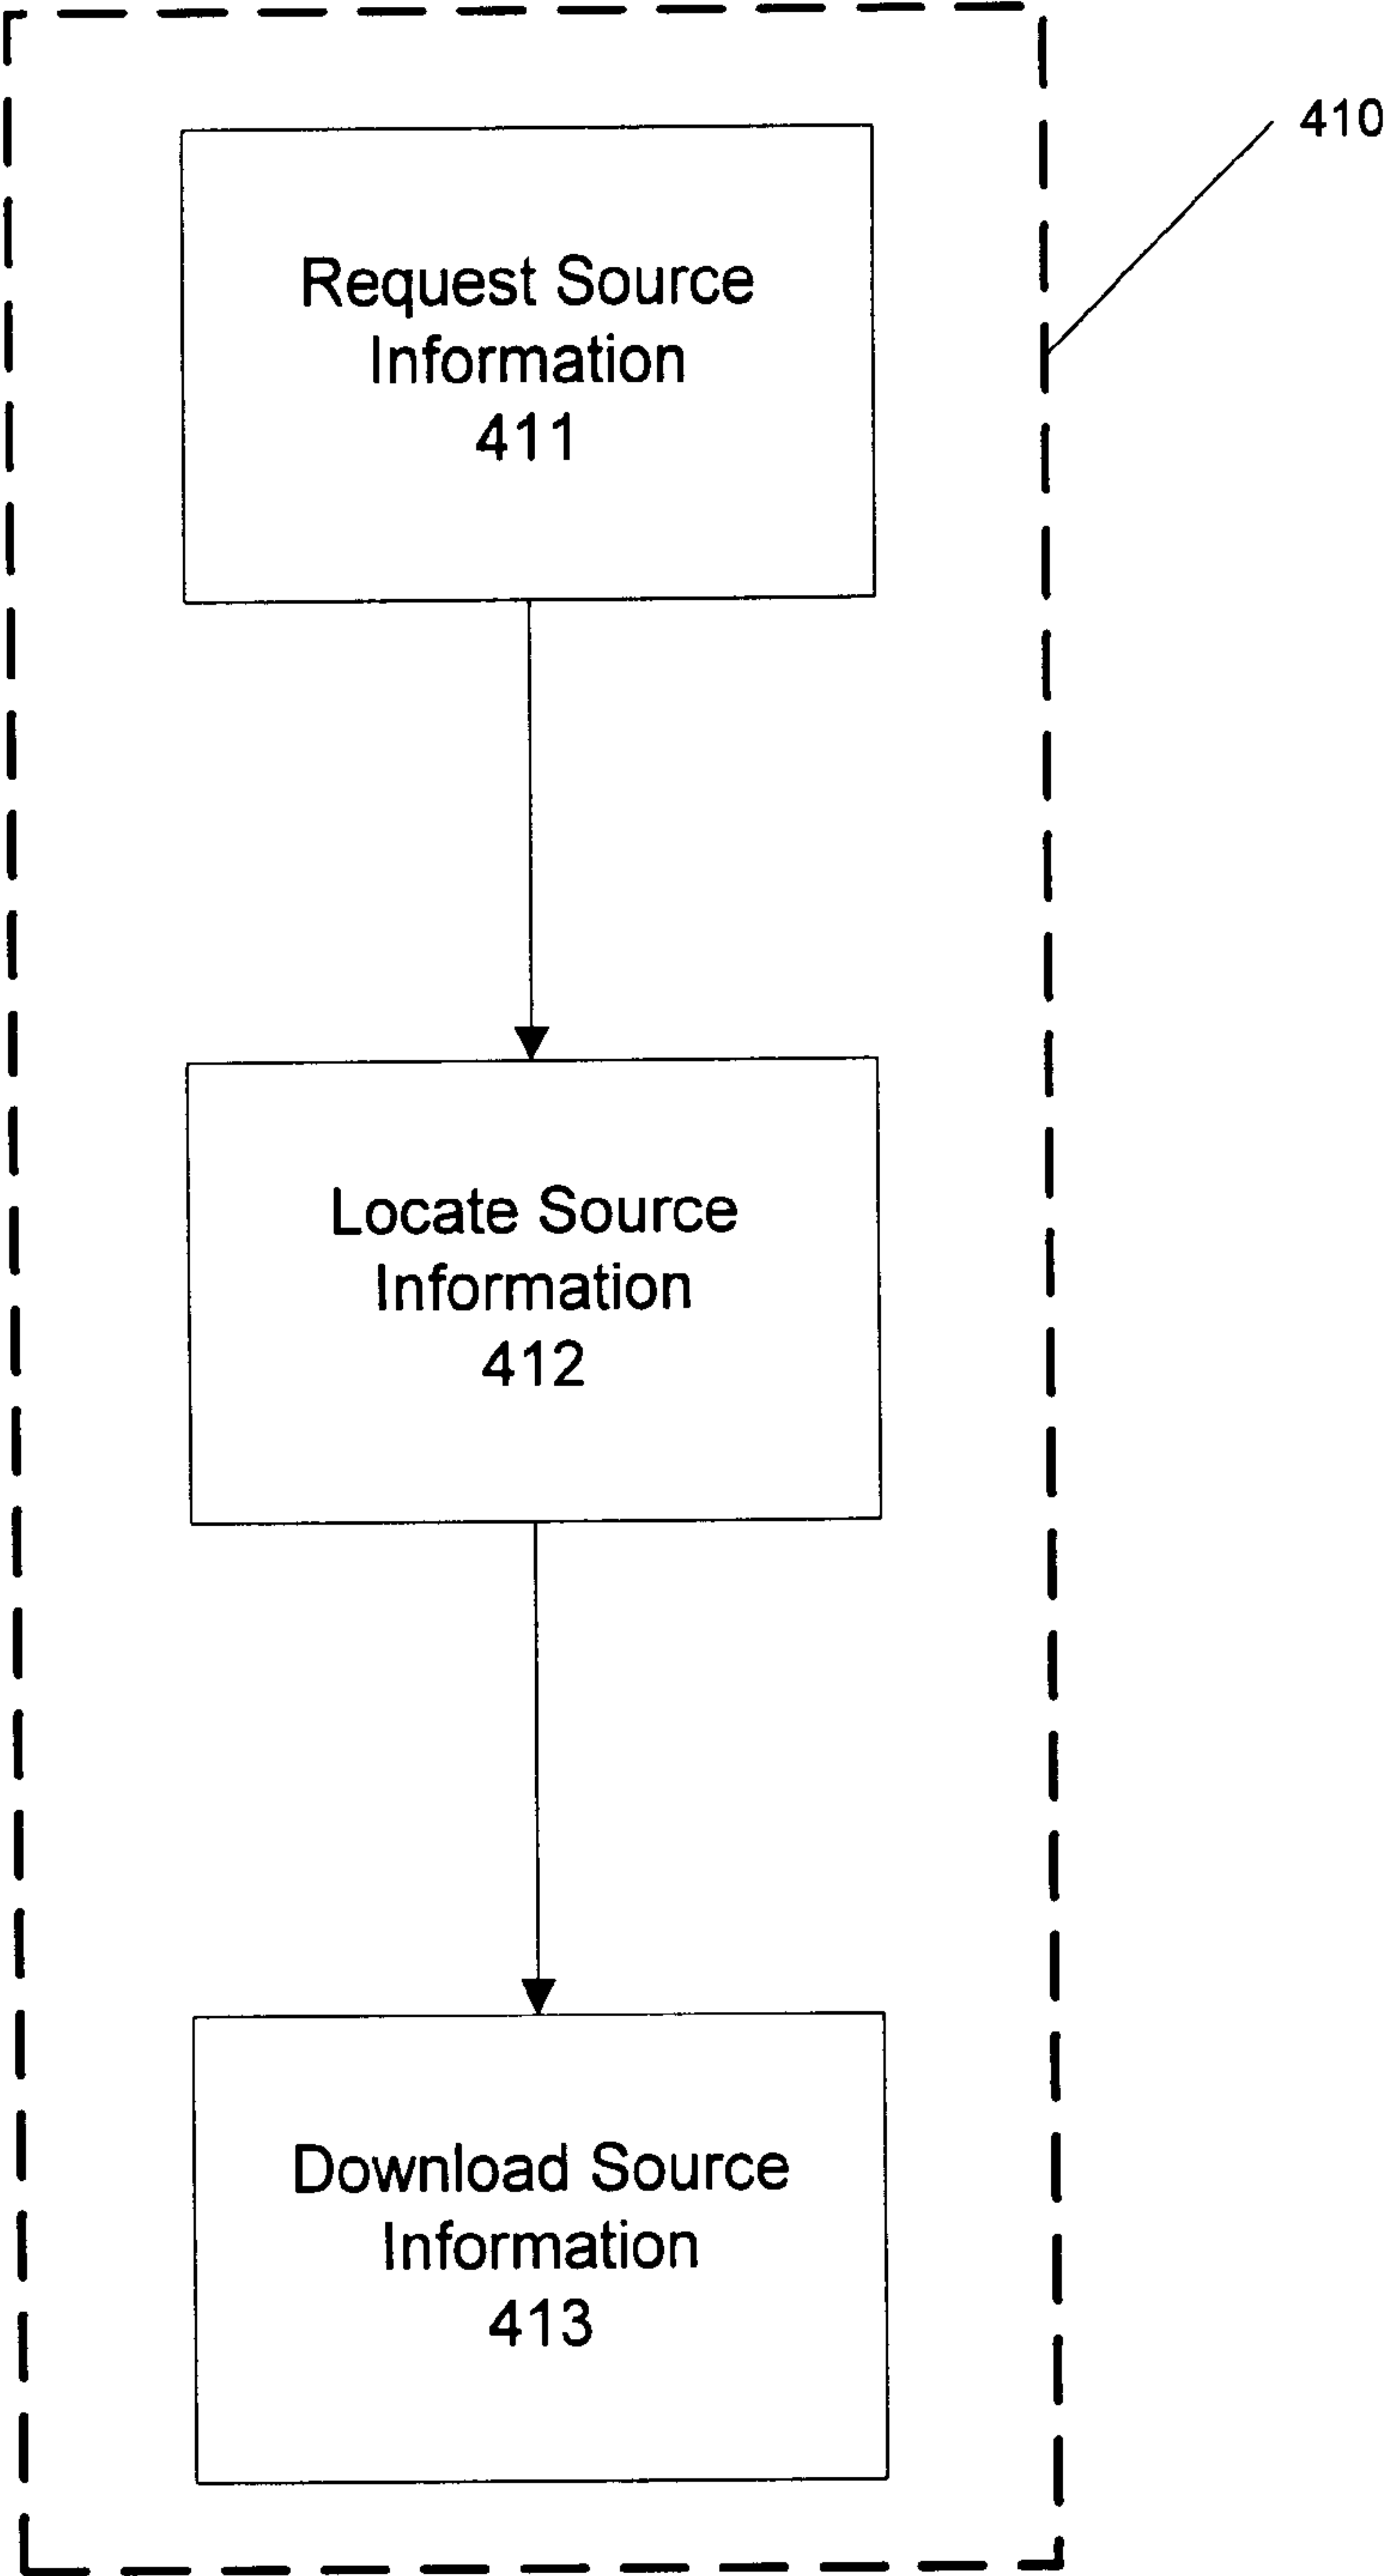 410
Request Source
Information
411
Locate Source
Information
412
Download Source
Information
413